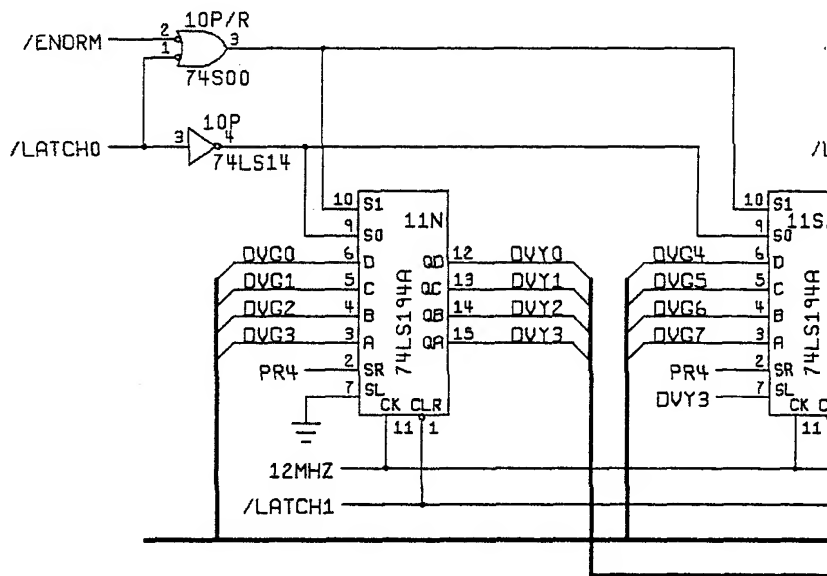 10P/R
/ENORM 2
1 3
74S00
10P
/LATCH0 3 4
74LS14
/L
10 S1 11N
9 S0
DVG0 6 D QD 12 DVY0
DVG1 5 C QC 13 DVY1
DVG2 4 B QB 14 DVY2
DVG3 3 A QA 15 DVY3
74LS194A
PR4 2 SR
7 SL
CK CLR
11 1
10 S1 11S
9 S0
DVG4 6 D
DVG5 5 C
DVG6 4 B
DVG7 3 A
74LS194A
PR4 2 SR
DVY3 7 SL
CK C
11
12MHZ
/LATCH1